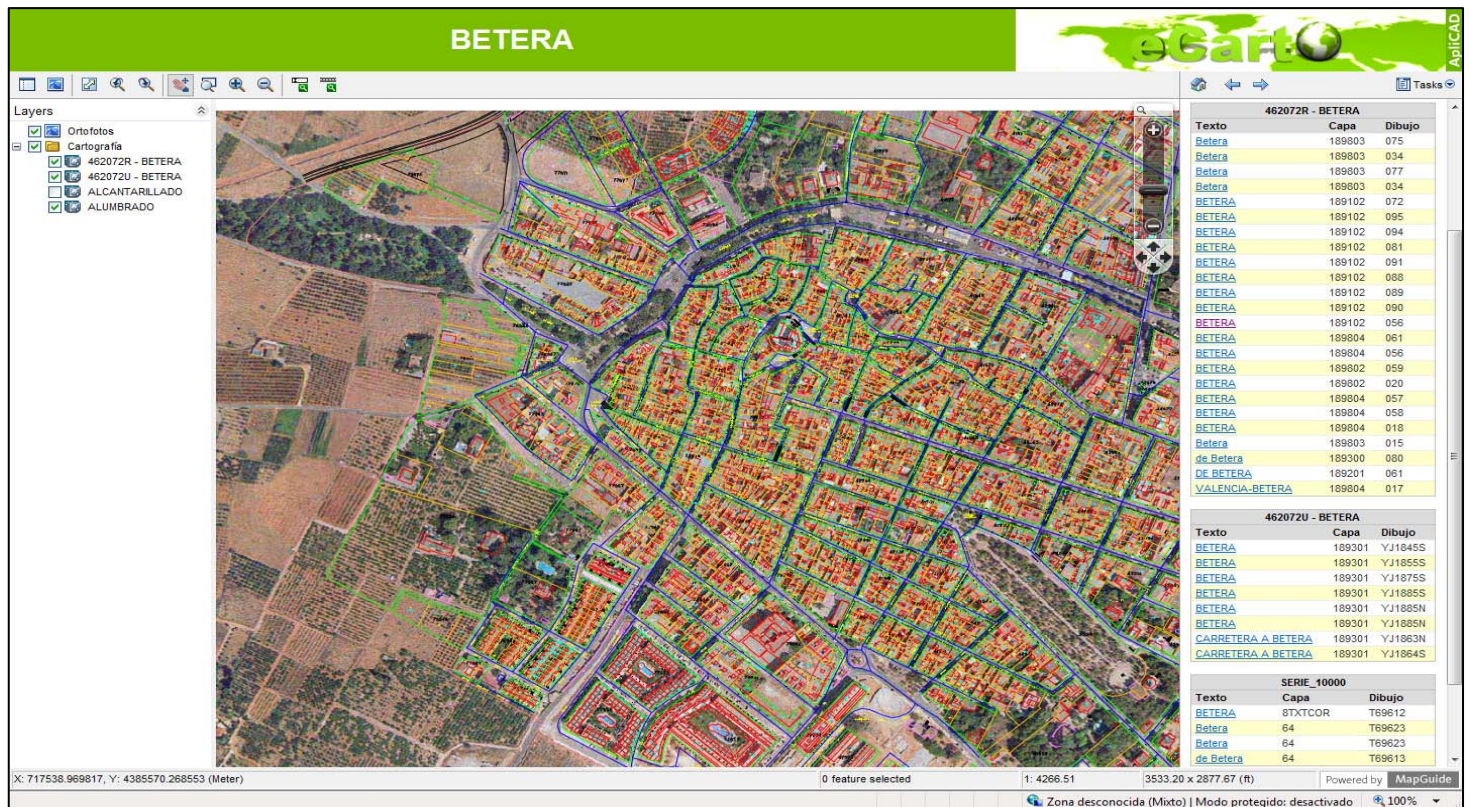 BETERA
eCarto
ApliCAD
Tasks
Layers
Ortofotos
Cartografía
462072R - BETERA
462072U - BETERA
ALCANTARILLADO
ALUMBRADO
462072R - BETERA
Texto Capa Dibujo
Betera 189803 075
Betera 189803 034
Betera 189803 077
Betera 189803 034
BETERA 189102 072
BETERA 189102 095
BETERA 189102 094
BETERA 189102 081
BETERA 189102 091
BETERA 189102 088
BETERA 189102 089
BETERA 189102 090
BETERA 189102 056
BETERA 189804 061
BETERA 189804 056
BETERA 189802 059
BETERA 189802 020
BETERA 189804 057
BETERA 189804 058
BETERA 189804 018
Betera 189803 015
de Betera 189300 080
DE BETERA 189201 061
VALENCIA-BETERA 189804 017
462072U - BETERA
Texto Capa Dibujo
BETERA 189301 YJ1845S
BETERA 189301 YJ1855S
BETERA 189301 YJ1875S
BETERA 189301 YJ1885S
BETERA 189301 YJ1885N
BETERA 189301 YJ1885N
CARRETERA A BETERA 189301 YJ1863N
CARRETERA A BETERA 189301 YJ1864S
SERIE_10000
Texto Capa Dibujo
BETERA 8TXTCOR T69612
Betera 64 T69623
Betera 64 T69623
de Betera 64 T69613
X: 717538.969817, Y: 4385570.268553 (Meter) 0 feature selected 1: 4266.51 3533.20 x 2877.67 (ft) Powered by MapGuide
Zona desconocida (Mixto) | Modo protegido: desactivado 100%